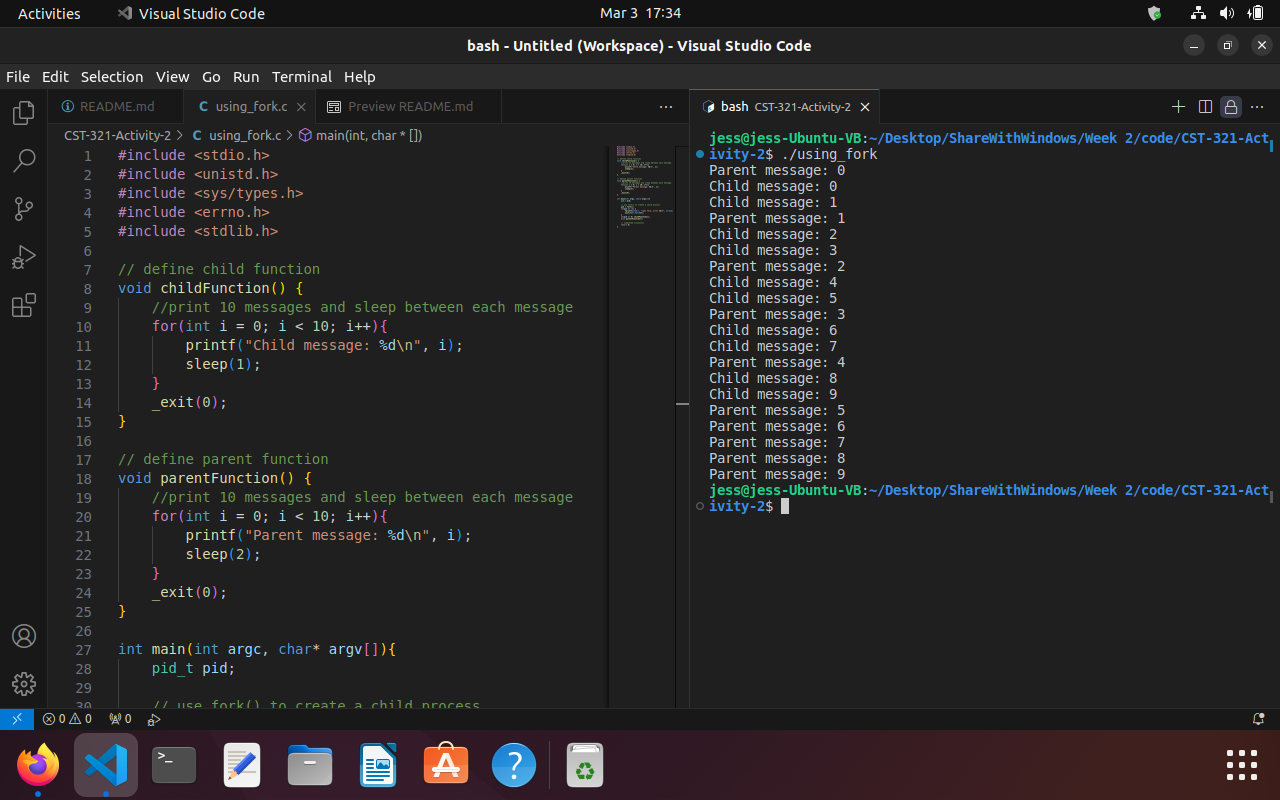 Activities
Visual Studio Code
Mar 3 17:34
bash - Untitled (Workspace) - Visual Studio Code
File Edit Selection View Go Run Terminal Help
README.md
C using_fork.c
Preview README.md
CST-321-Activity-2 > C using_fork.c > main(int, char * [])
1 #include <stdio.h>
2 #include <unistd.h>
3 #include <sys/types.h>
4 #include <errno.h>
5 #include <stdlib.h>
6
7 // define child function
8 void childFunction() {
9 //print 10 messages and sleep between each message
10 for(int i = 0; i < 10; i++){
11 printf("Child message: %d\n", i);
12 sleep(1);
13 }
14 _exit(0);
15 }
16
17 // define parent function
18 void parentFunction() {
19 //print 10 messages and sleep between each message
20 for(int i = 0; i < 10; i++){
21 printf("Parent message: %d\n", i);
22 sleep(2);
23 }
24 _exit(0);
25 }
26
27 int main(int argc, char* argv[]){
28 pid_t pid;
29
30 // use fork() to create a child process
bash CST-321-Activity-2
jess@jess-Ubuntu-VB:~/Desktop/ShareWithWindows/Week 2/code/CST-321-Act
ivity-2$ ./using_fork
Parent message: 0
Child message: 0
Child message: 1
Parent message: 1
Child message: 2
Child message: 3
Parent message: 2
Child message: 4
Child message: 5
Parent message: 3
Child message: 6
Child message: 7
Parent message: 4
Child message: 8
Child message: 9
Parent message: 5
Parent message: 6
Parent message: 7
Parent message: 8
Parent message: 9
jess@jess-Ubuntu-VB:~/Desktop/ShareWithWindows/Week 2/code/CST-321-Act
ivity-2$
0 0 0